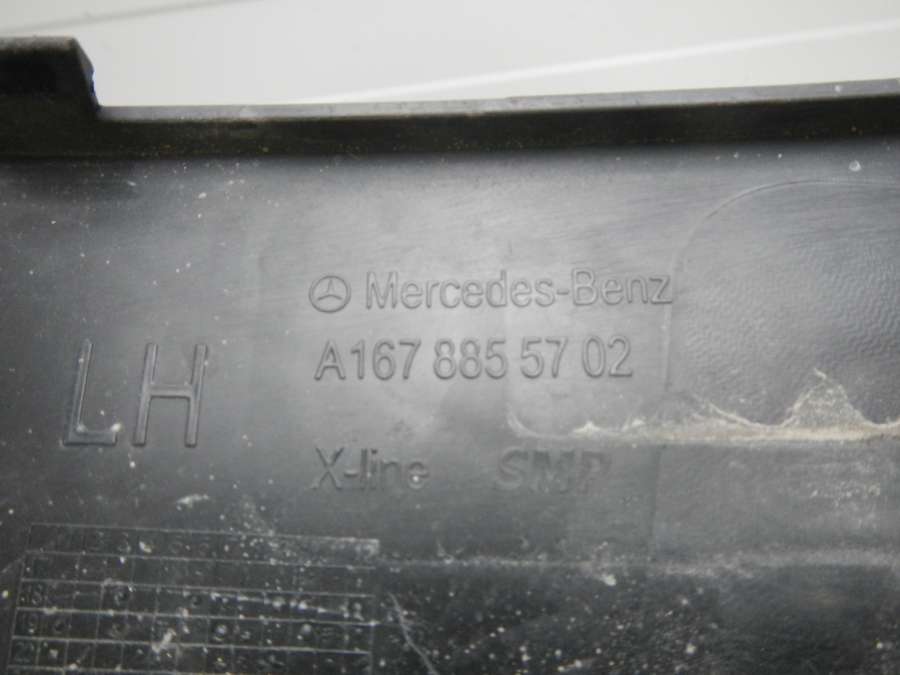 Mercedes-Benz
A167 885 57 02
LH
X-line SMP